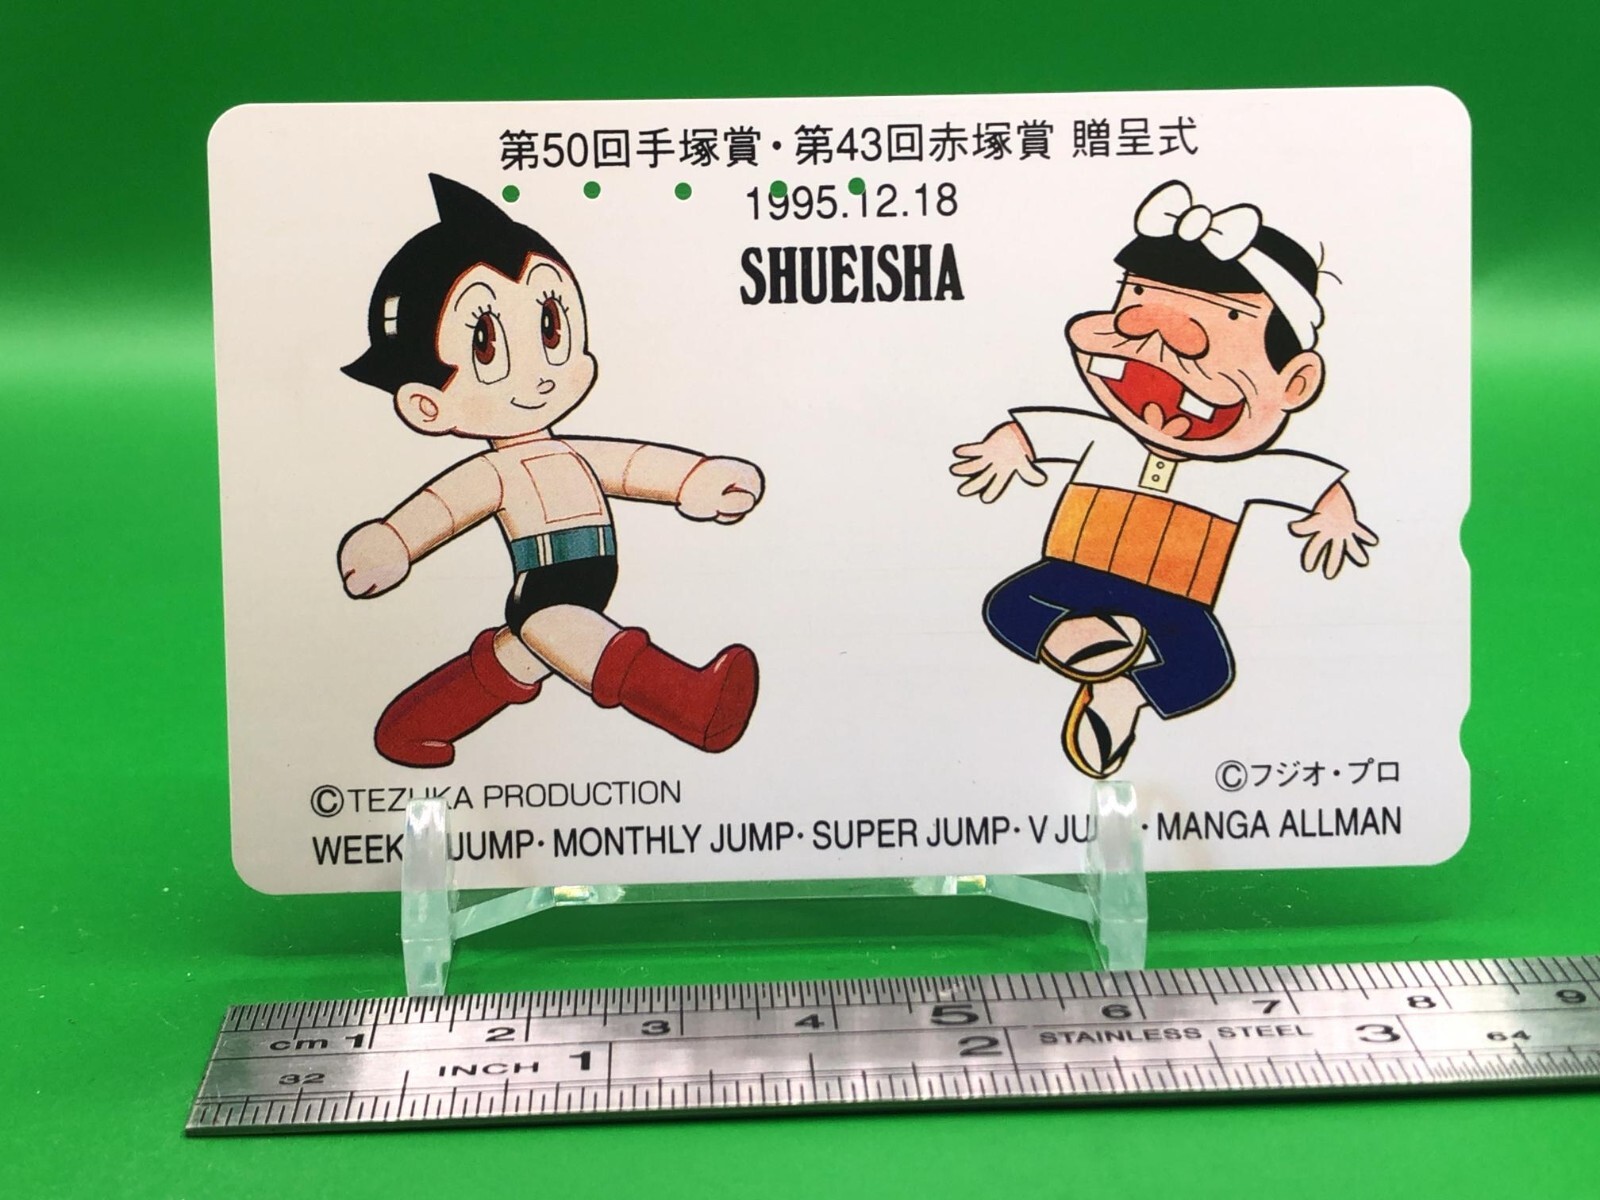 第50回手塚賞・第43回赤塚賞 贈呈式
1995.12.18
SHUEISHA
©TEZUKA PRODUCTION
©フジオ・プロ
JUMP・MONTHLY JUMP・SUPER JUMP・V JU ・MANGA ALLMAN
cm 1 2 3 4 5 6 7 8 9
32 INCH 1 2 STAINLESS STEEL 3 64